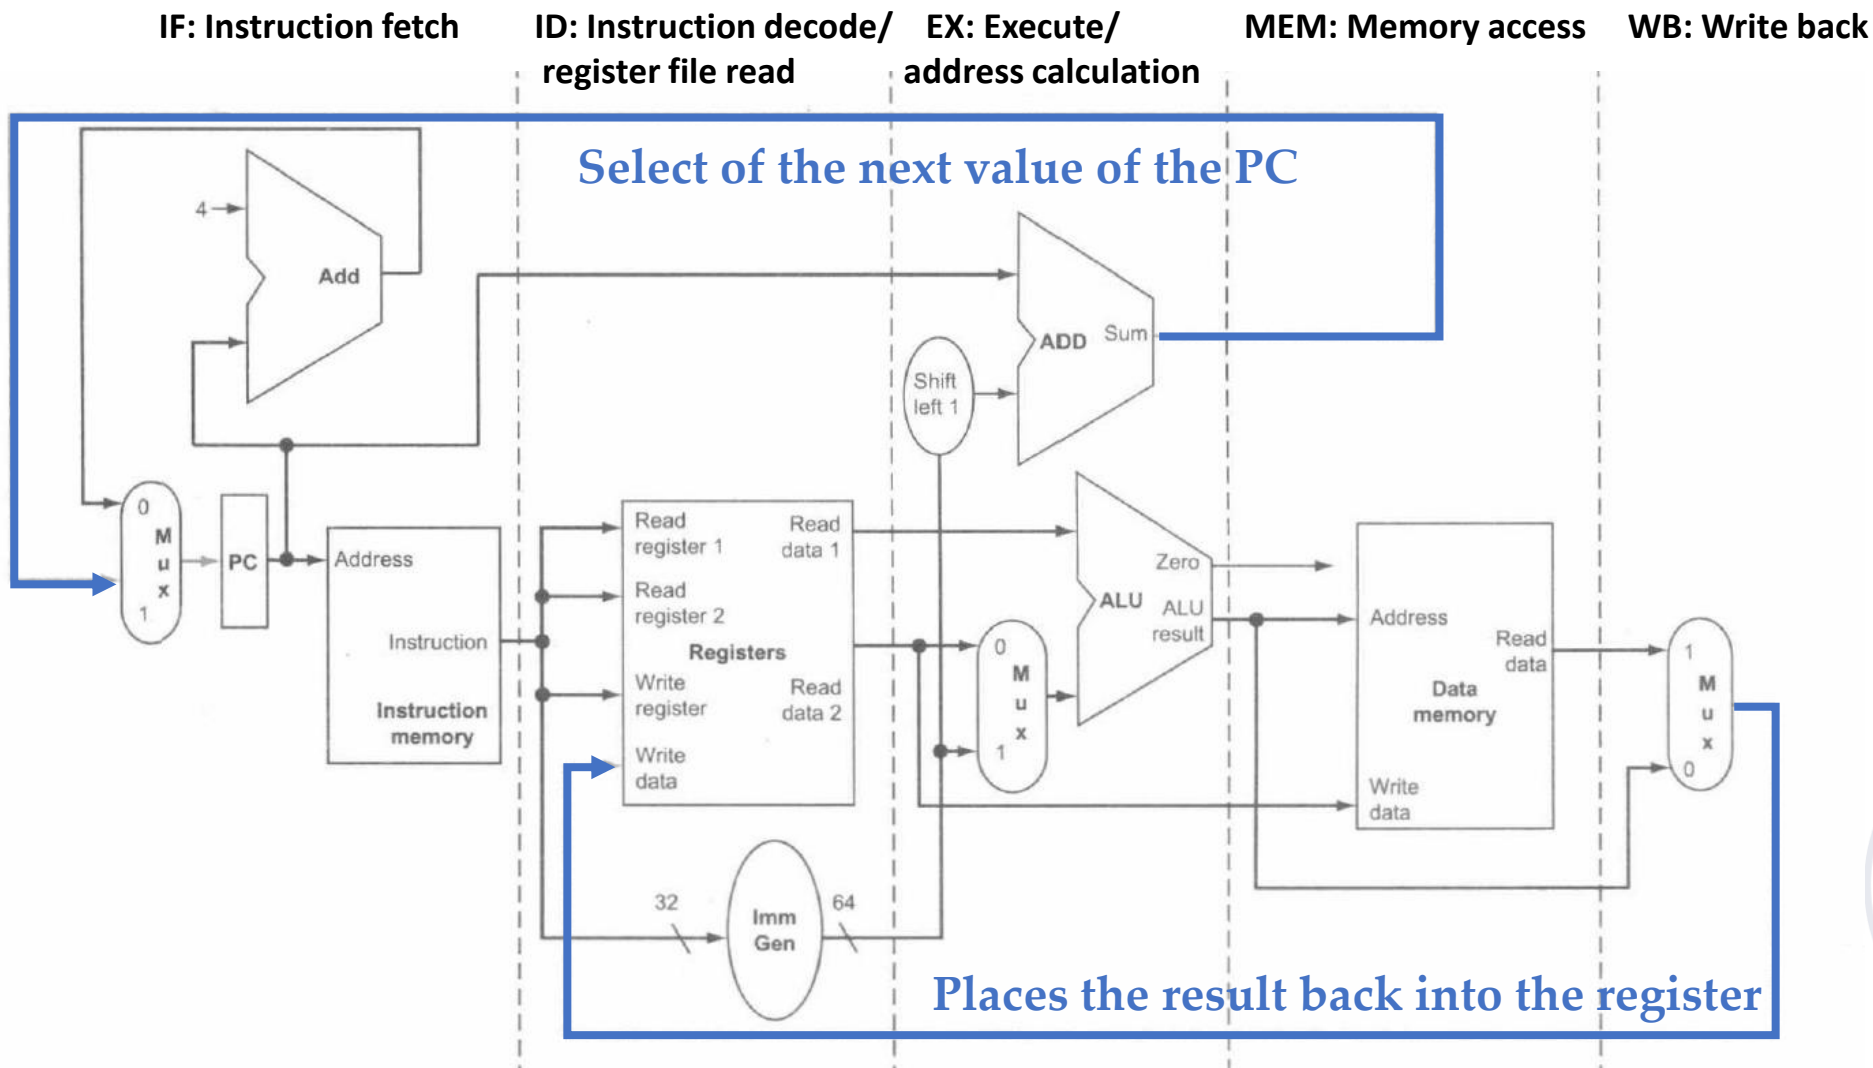 IF: Instruction fetch
ID: Instruction decode/
register file read
EX: Execute/
address calculation
MEM: Memory access
WB: Write back
Select of the next value of the PC
4
Add
ADD
Sum
Shift
left 1
0
M
u
x
1
PC
Address
Instruction
Instruction
memory
Read
register 1
Read
register 2
Registers
Write
register
Write
data
Read
data 1
Read
data 2
0
M
u
x
1
Zero
ALU
ALU
result
Address
Read
data
Data
memory
Write
data
1
M
u
x
0
32
Imm
Gen
64
Places the result back into the register